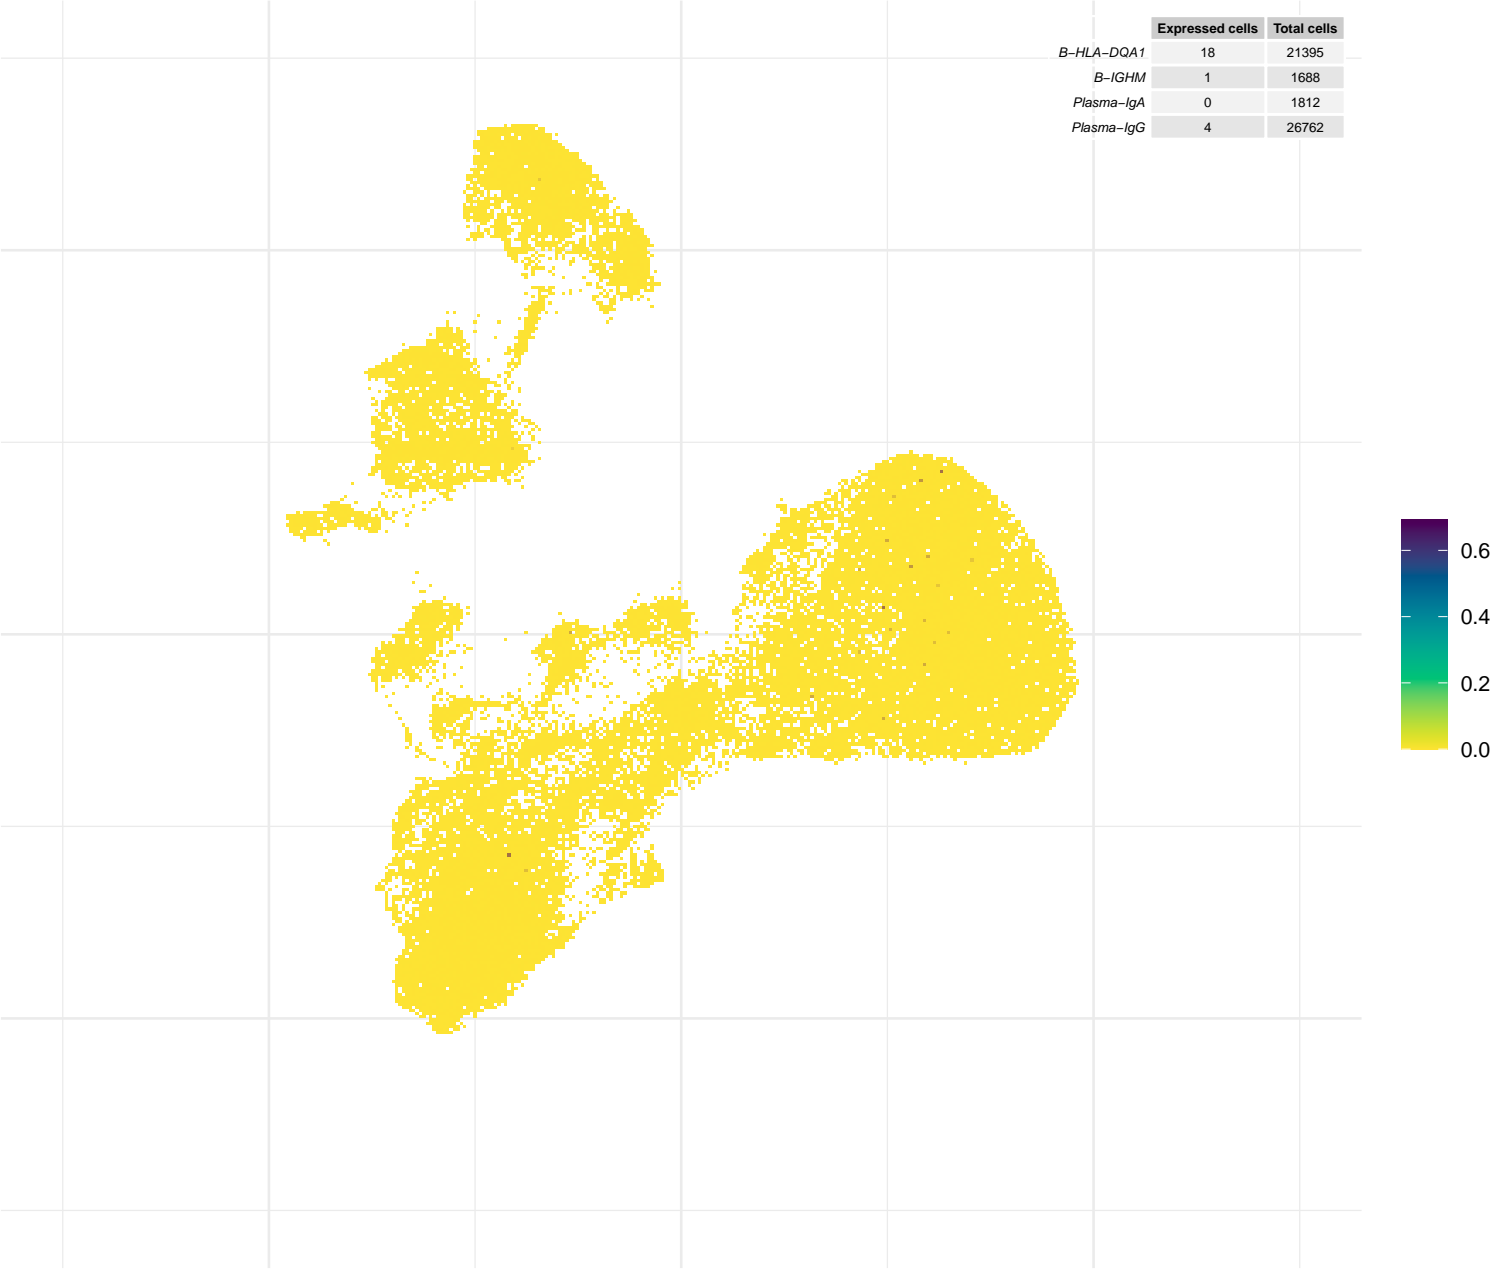 Expressed cells Total cells
B−HLA−DQA1 18 21395
B−IGHM 1 1688
Plasma−IgA 0 1812
Plasma−IgG 4 26762
0.6
0.4
0.2
0.0